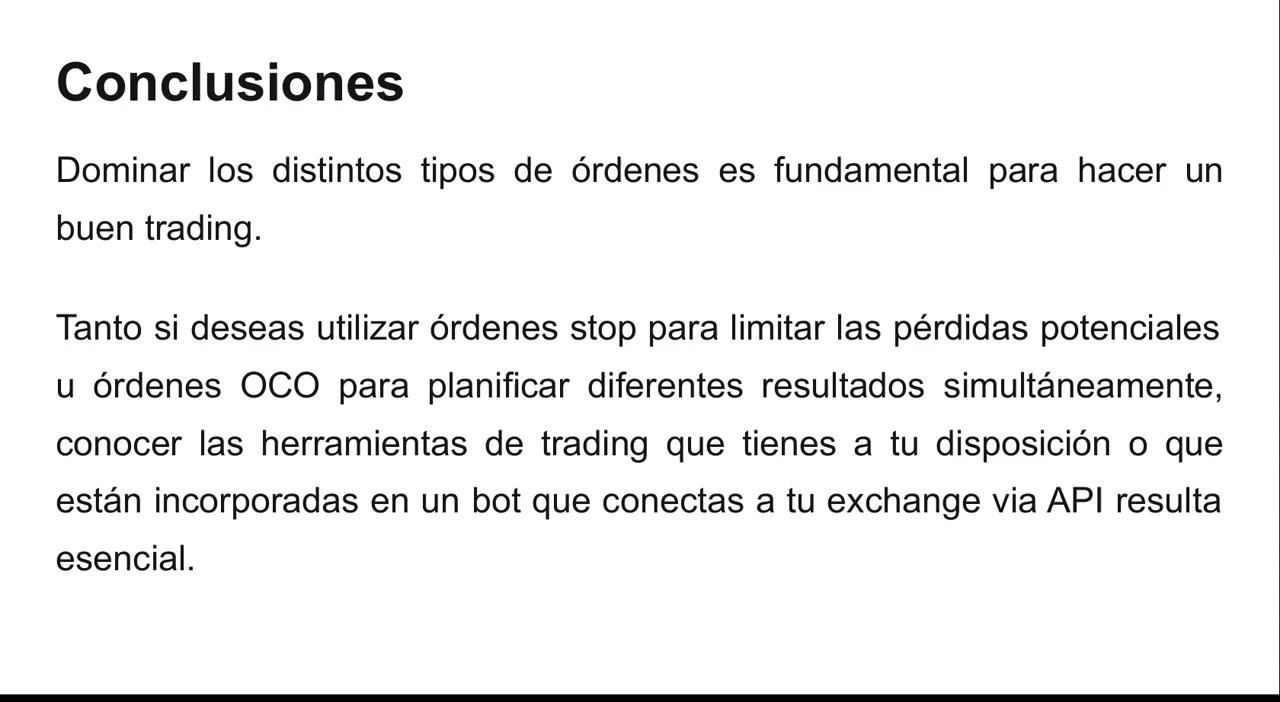 Conclusiones
Dominar los distintos tipos de órdenes es fundamental para hacer un
buen trading.
Tanto si deseas utilizar órdenes stop para limitar las pérdidas potenciales
u órdenes OCO para planificar diferentes resultados simultáneamente,
conocer las herramientas de trading que tienes a tu disposición o que
están incorporadas en un bot que conectas a tu exchange via API resulta
esencial.